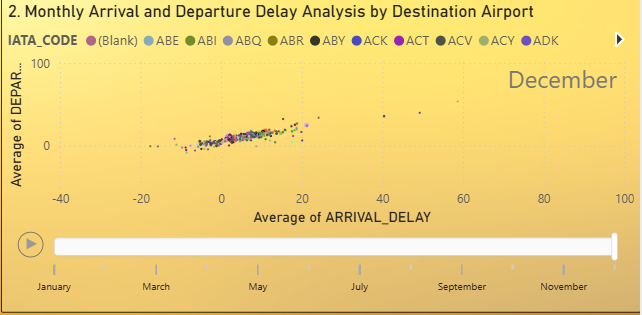 2. Monthly Arrival and Departure Delay Analysis by Destination Airport
IATA_CODE (Blank) ABE ABI ABQ ABR ABY ACK ACT ACV ACY ADK
Average of DEPAR...
100
0
December
-40 -20 0 20 40 60 80 100
Average of ARRIVAL_DELAY
January March May July September November